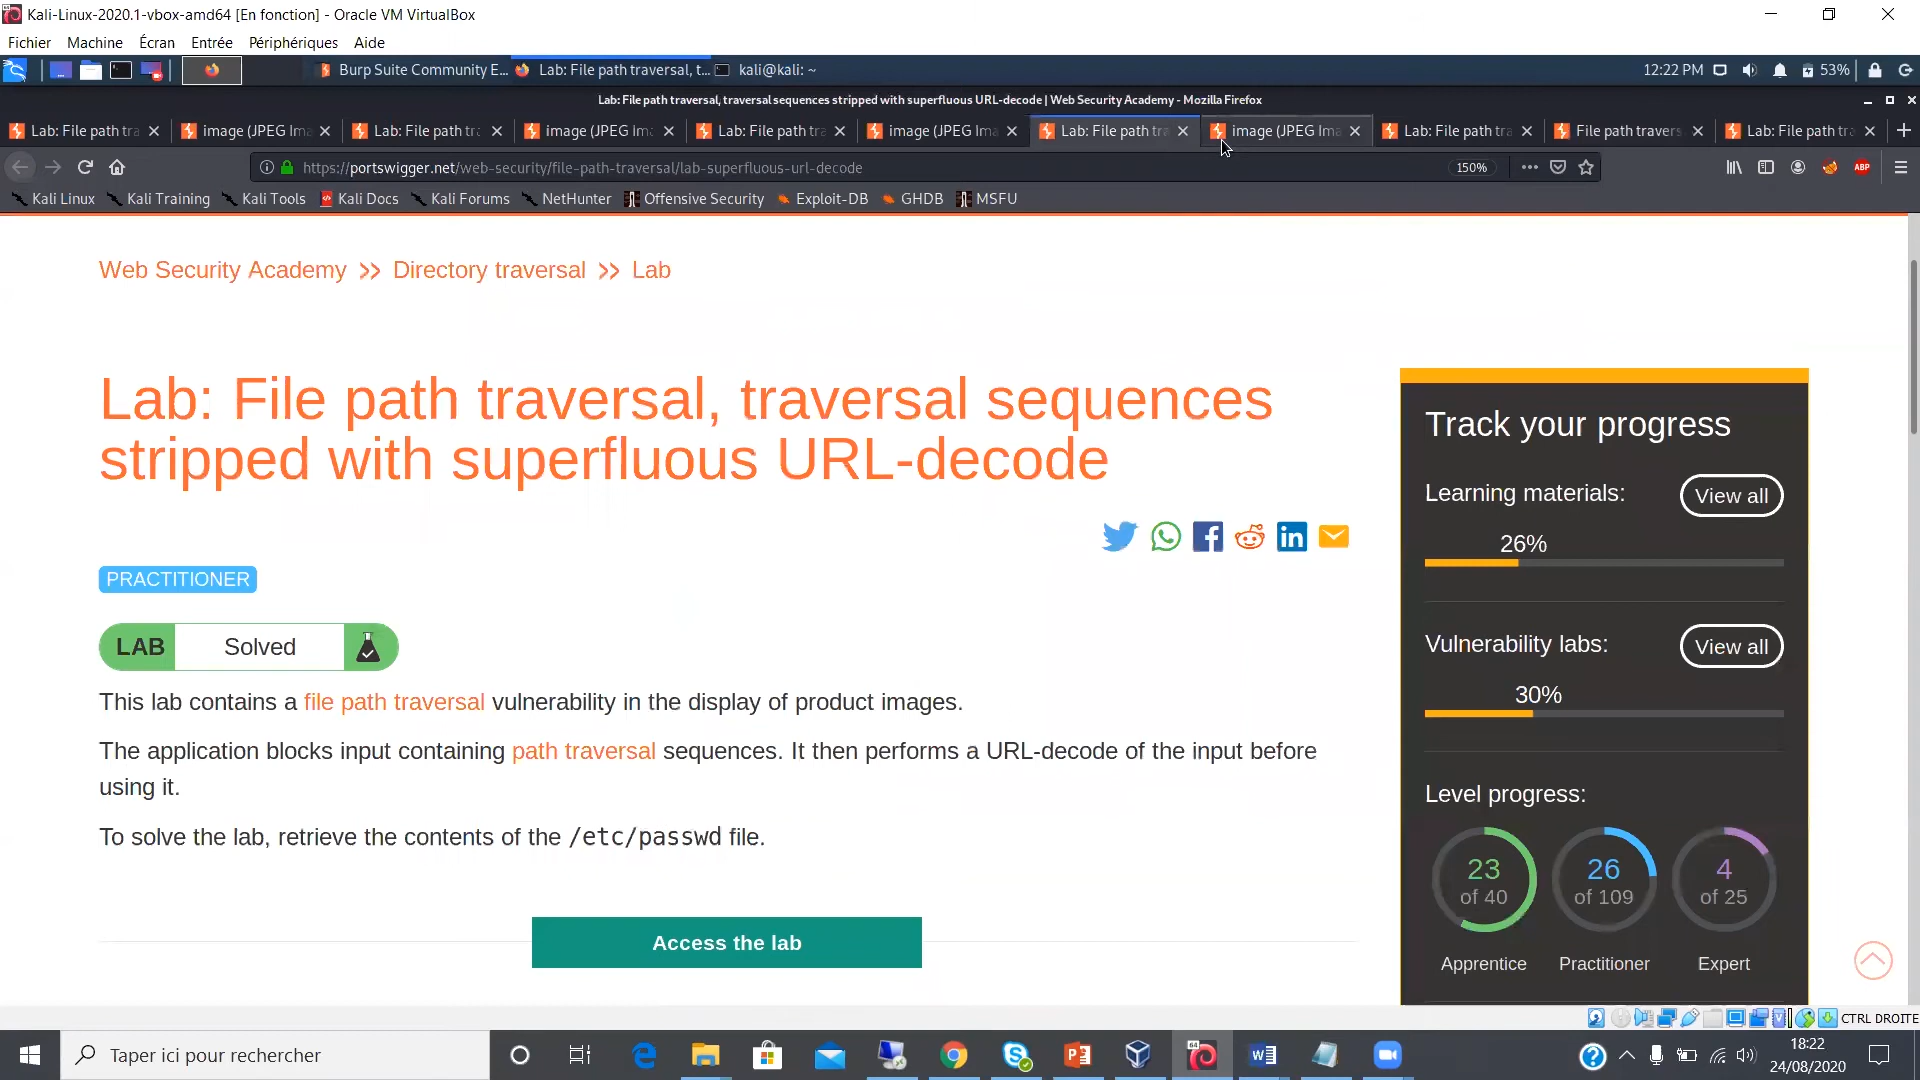 Kali-Linux-2020.1-vbox-amd64 [En fonction] - Oracle VM VirtualBox
Fichier Machine Écran Entrée Périphériques Aide
Burp Suite Community E... Lab: File path traversal, t... kali@kali: ~ 12:22 PM 53%
Lab: File path traversal, traversal sequences stripped with superfluous URL-decode | Web Security Academy - Mozilla Firefox
Lab: File path tra image (JPEG Ima Lab: File path tra image (JPEG Ima Lab: File path tra image (JPEG Ima Lab: File path tra image (JPEG Ima Lab: File path tra File path travers Lab: File path tra
https://portswigger.net/web-security/file-path-traversal/lab-superfluous-url-decode 150% ABP
Kali Linux Kali Training Kali Tools Kali Docs Kali Forums NetHunter Offensive Security Exploit-DB GHDB MSFU
Web Security Academy >> Directory traversal >> Lab
Lab: File path traversal, traversal sequences
stripped with superfluous URL-decode
PRACTITIONER
LAB Solved
This lab contains a file path traversal vulnerability in the display of product images.
The application blocks input containing path traversal sequences. It then performs a URL-decode of the input before
using it.
To solve the lab, retrieve the contents of the /etc/passwd file.
Access the lab
Track your progress
Learning materials: View all
26%
Vulnerability labs: View all
30%
Level progress:
23 26 4
of 40 of 109 of 25
Apprentice Practitioner Expert
CTRL DROITE
Taper ici pour rechercher
18:22
24/08/2020